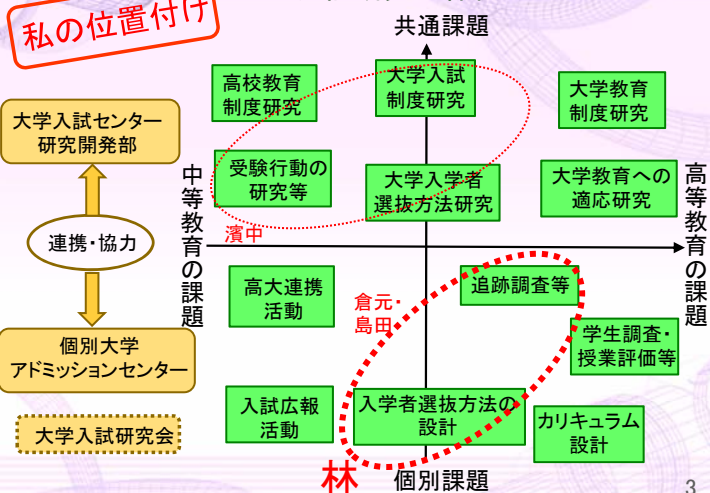 私の位置付け
共通課題
高校教育
制度研究
大学入試
制度研究
大学教育
制度研究
大学入試センター
研究開発部
受験行動の
研究等
大学入学者
選抜方法研究
大学教育への
適応研究
中等教育の課題
高等教育の課題
濱中
連携・協力
高大連携
活動
倉元・
島田
追跡調査等
学生調査・
授業評価等
個別大学
アドミッションセンター
入試広報
活動
入学者選抜方法の
設計
カリキュラム
設計
大学入試研究会
林
個別課題
3